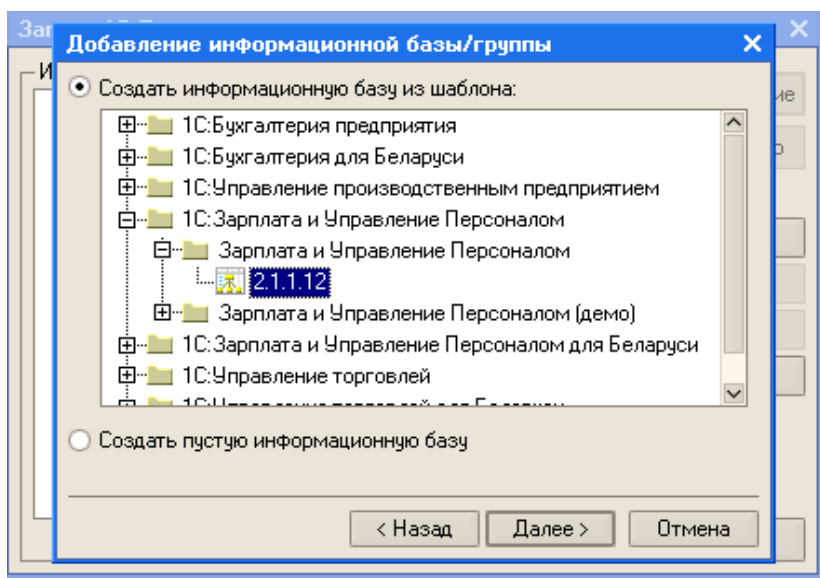 Зап
Добавление информационной базы/группы
И
Создать информационную базу из шаблона:
ие
1С:Бухгалтерия предприятия
1С:Бухгалтерия для Беларуси
1С:Управление производственным предприятием
1С:Зарплата и Управление Персоналом
Зарплата и Управление Персоналом
2.1.1.12
Зарплата и Управление Персоналом (демо)
1С:Зарплата и Управление Персоналом для Беларуси
1С:Управление торговлей
Создать пустую информационную базу
< Назад
Далее >
Отмена